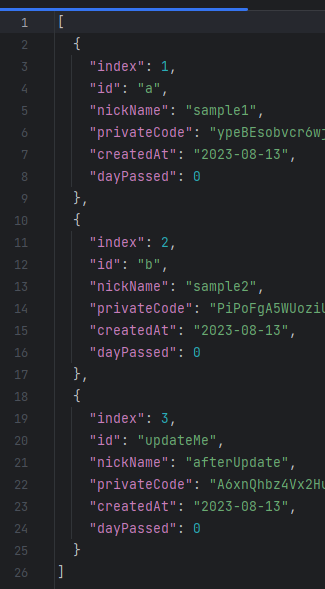 1 [
2 {
3 "index": 1,
4 "id": "a",
5 "nickName": "sample1",
6 "privateCode": "ypeBEsobvcr6wj
7 "createdAt": "2023-08-13",
8 "dayPassed": 0
9 },
10 {
11 "index": 2,
12 "id": "b",
13 "nickName": "sample2",
14 "privateCode": "PiPoFgA5WUoziU
15 "createdAt": "2023-08-13",
16 "dayPassed": 0
17 },
18 {
19 "index": 3,
20 "id": "updateMe",
21 "nickName": "afterUpdate",
22 "privateCode": "A6xnQhbz4Vx2Hu
23 "createdAt": "2023-08-13",
24 "dayPassed": 0
25 }
26 ]